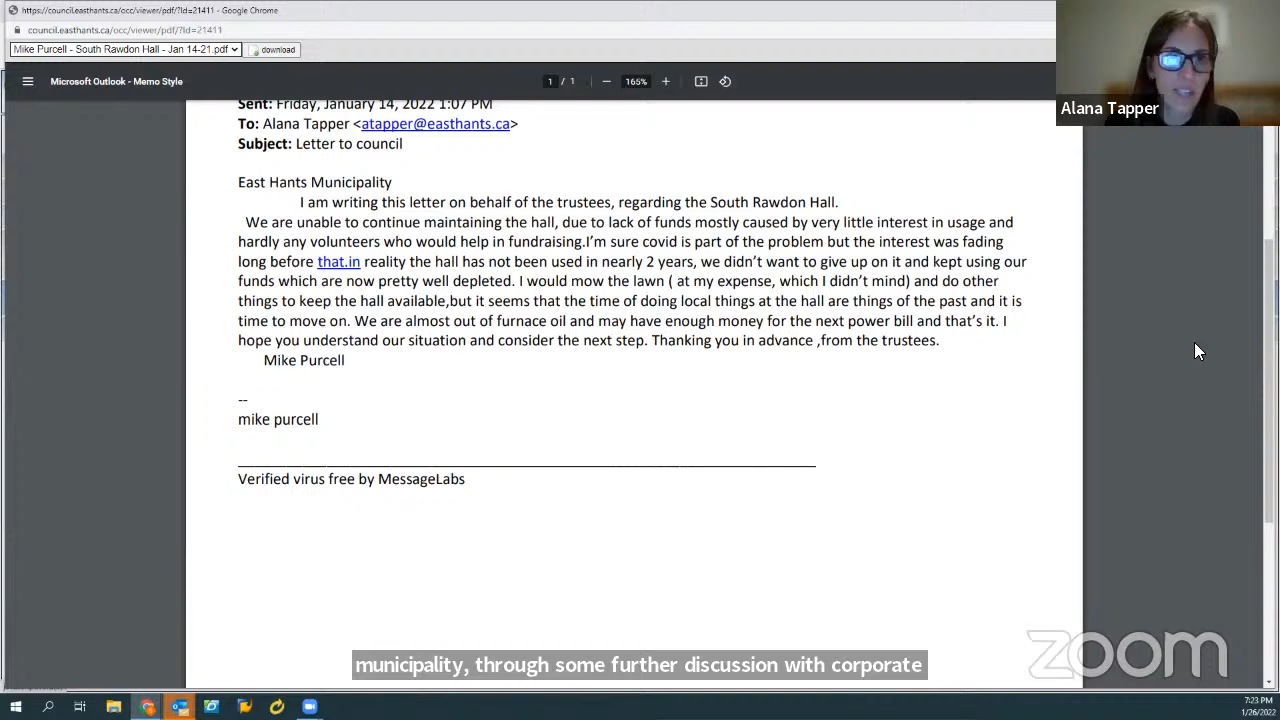 https://council.easthants.ca/occ/viewer/pdf/?Id=21411 - Google Chrome
council.easthants.ca/occ/viewer/pdf/?Id=21411
Mike Purcell - South Rawdon Hall - Jan 14-21.pdf download
Microsoft Outlook - Memo Style 1 / 1 165%
Alana Tapper
Sent: Friday, January 14, 2022 1:07 PM
To: Alana Tapper <atapper@easthants.ca>
Subject: Letter to council
East Hants Municipality
I am writing this letter on behalf of the trustees, regarding the South Rawdon Hall.
We are unable to continue maintaining the hall, due to lack of funds mostly caused by very little interest in usage and
hardly any volunteers who would help in fundraising.I'm sure covid is part of the problem but the interest was fading
long before that.in reality the hall has not been used in nearly 2 years, we didn't want to give up on it and kept using our
funds which are now pretty well depleted. I would mow the lawn ( at my expense, which I didn't mind) and do other
things to keep the hall available,but it seems that the time of doing local things at the hall are things of the past and it is
time to move on. We are almost out of furnace oil and may have enough money for the next power bill and that's it. I
hope you understand our situation and consider the next step. Thanking you in advance ,from the trustees.
Mike Purcell
--
mike purcell
Verified virus free by MessageLabs
municipality, through some further discussion with corporate
zoom
7:23 PM
1/26/2022